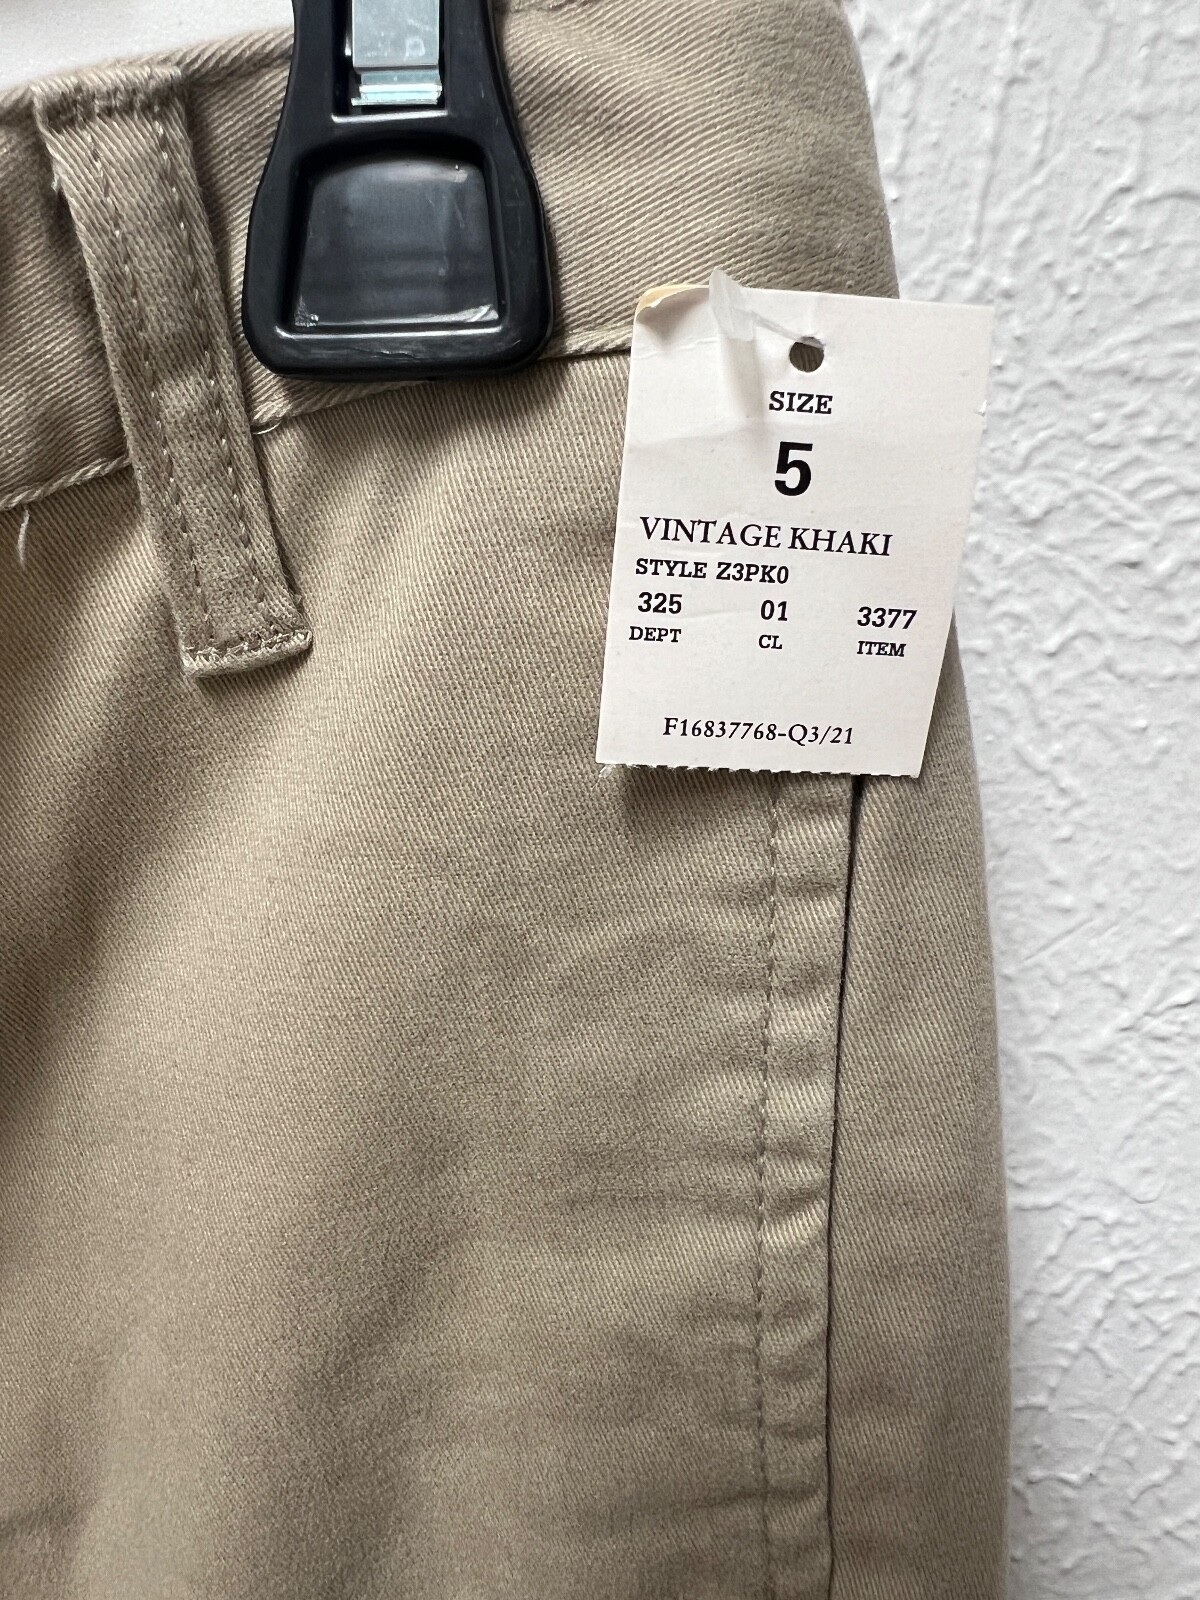 SIZE
5
VINTAGE KHAKI
STYLE Z3PK0
325 01 3377
DEPT CL ITEM
F16837768-Q3/21